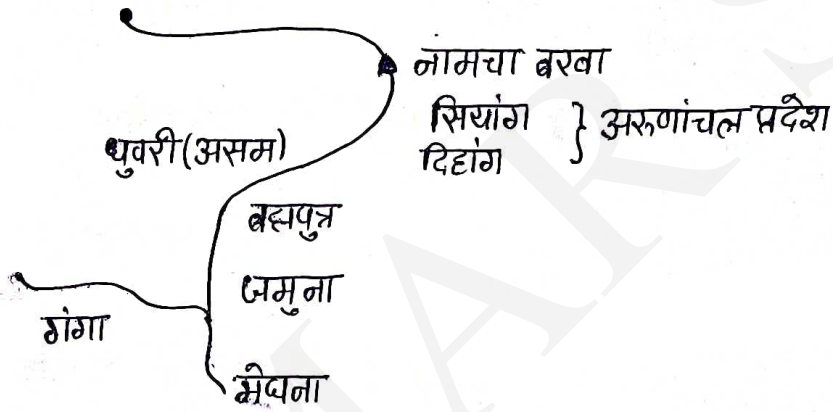 नामचा बरवा
सियांग } अरुणांचल प्रदेश
दिहांग
धुवरी (असम)
ब्रह्मपुत्र
जमुना
गंगा
मेघना